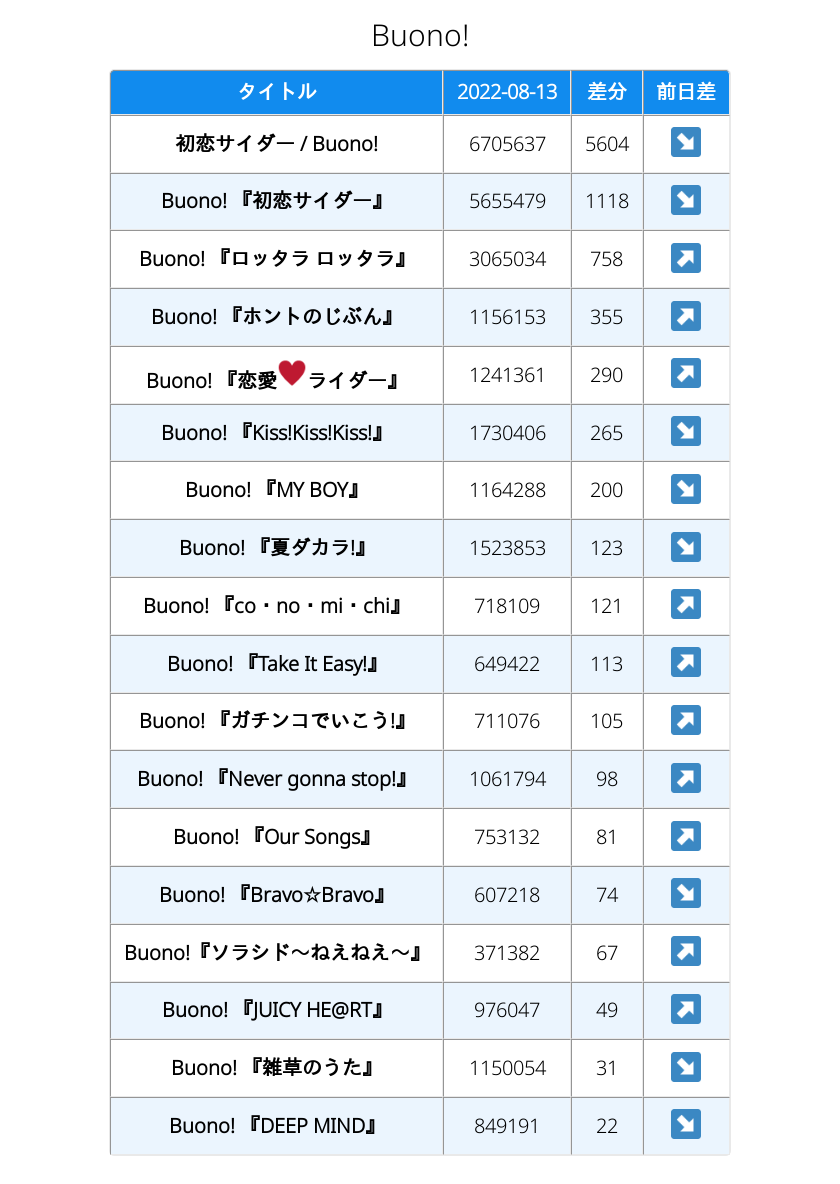 Buono!
タイトル 2022-08-13 差分 前日差
初恋サイダー / Buono! 6705637 5604 ↘️
Buono! 『初恋サイダー』 5655479 1118 ↘️
Buono! 『ロッタラ ロッタラ』 3065034 758 ↗️
Buono! 『ホントのじぶん』 1156153 355 ↗️
Buono! 『恋愛♥ライダー』 1241361 290 ↗️
Buono! 『Kiss!Kiss!Kiss!』 1730406 265 ↘️
Buono! 『MY BOY』 1164288 200 ↘️
Buono! 『夏ダカラ!』 1523853 123 ↘️
Buono! 『co・no・mi・chi』 718109 121 ↗️
Buono! 『Take It Easy!』 649422 113 ↗️
Buono! 『ガチンコでいこう!』 711076 105 ↗️
Buono! 『Never gonna stop!』 1061794 98 ↗️
Buono! 『Our Songs』 753132 81 ↗️
Buono! 『Bravo☆Bravo』 607218 74 ↘️
Buono!『ソラシド〜ねえねえ〜』 371382 67 ↗️
Buono! 『JUICY HE@RT』 976047 49 ↗️
Buono! 『雑草のうた』 1150054 31 ↘️
Buono! 『DEEP MIND』 849191 22 ↘️